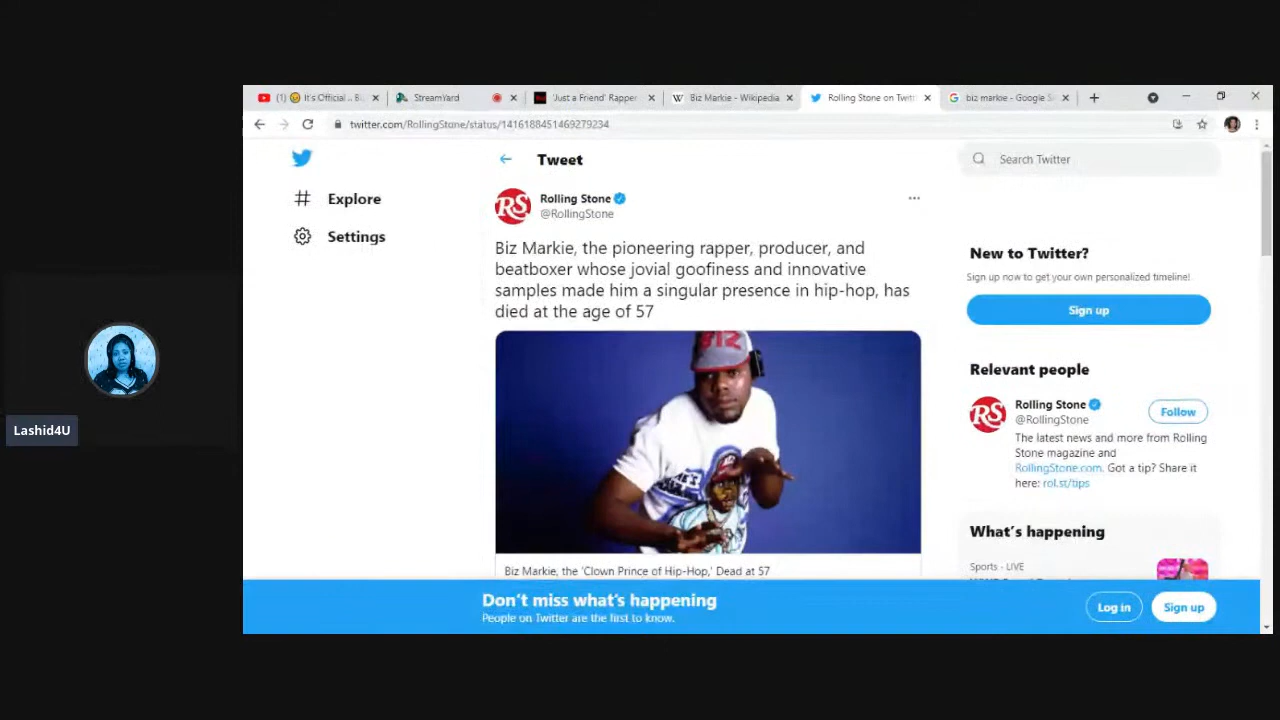 (1) It's Official .. B
StreamYard
'Just a Friend' Rapper
Biz Markie - Wikipedia
Rolling Stone on Twitt
biz markie - Google S
twitter.com/RollingStone/status/1416188451469279234
Explore
Settings
Tweet
RS
Rolling Stone
@RollingStone
Biz Markie, the pioneering rapper, producer, and
beatboxer whose jovial goofiness and innovative
samples made him a singular presence in hip-hop, has
died at the age of 57
BIZ
Biz Markie, the 'Clown Prince of Hip-Hop,' Dead at 57
Search Twitter
New to Twitter?
Sign up now to get your own personalized timeline!
Sign up
Relevant people
RS
Rolling Stone
@RollingStone
Follow
The latest news and more from Rolling
Stone magazine and
RollingStone.com. Got a tip? Share it
here: rol.st/tips
What's happening
Sports · LIVE
Don't miss what's happening
People on Twitter are the first to know.
Log in
Sign up
Lashid4U